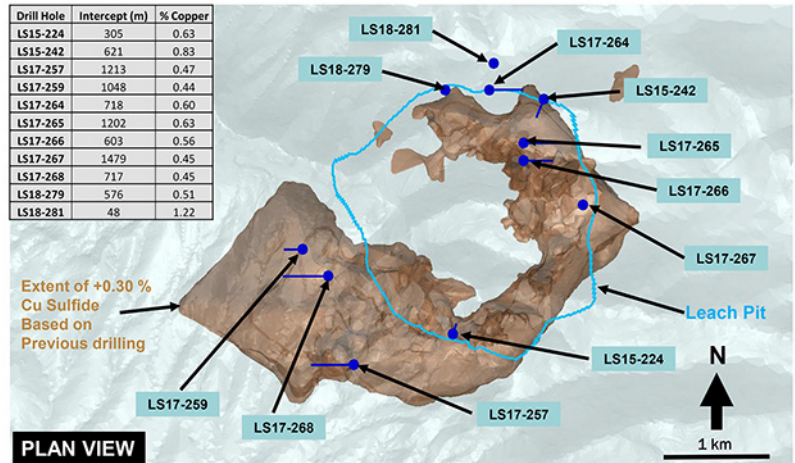 Drill Hole Intercept (m) % Copper
LS15-224 305 0.63
LS15-242 621 0.83
LS17-257 1213 0.47
LS17-259 1048 0.44
LS17-264 718 0.60
LS17-265 1202 0.63
LS17-266 603 0.56
LS17-267 1479 0.45
LS17-268 717 0.45
LS18-279 576 0.51
LS18-281 48 1.22
LS18-281
LS17-264
LS18-279
LS15-242
LS17-265
LS17-266
LS17-267
Extent of +0.30 %
Cu Sulfide
Based on
Previous drilling
Leach Pit
LS15-224
LS17-259
LS17-268
LS17-257
N
1 km
PLAN VIEW